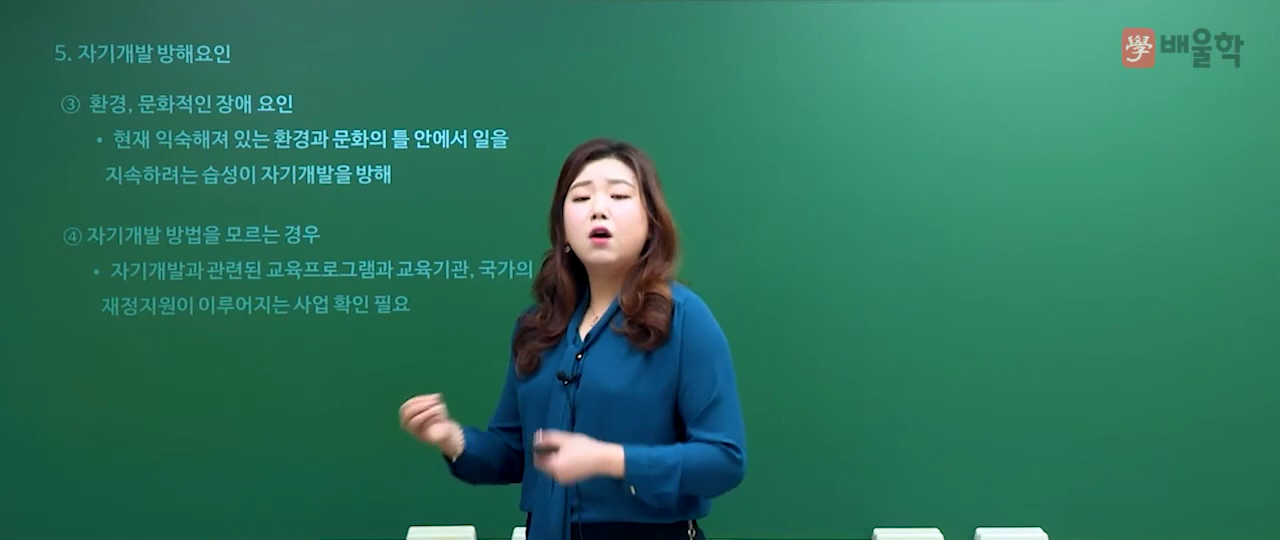 5. 자기개발 방해요인
學 배울학
③ 환경, 문화적인 장애 요인
• 현재 익숙해져 있는 환경과 문화의 틀 안에서 일을
지속하려는 습성이 자기개발을 방해
④ 자기개발 방법을 모르는 경우
• 자기개발과 관련된 교육프로그램과 교육기관, 국가의
재정지원이 이루어지는 사업 확인 필요